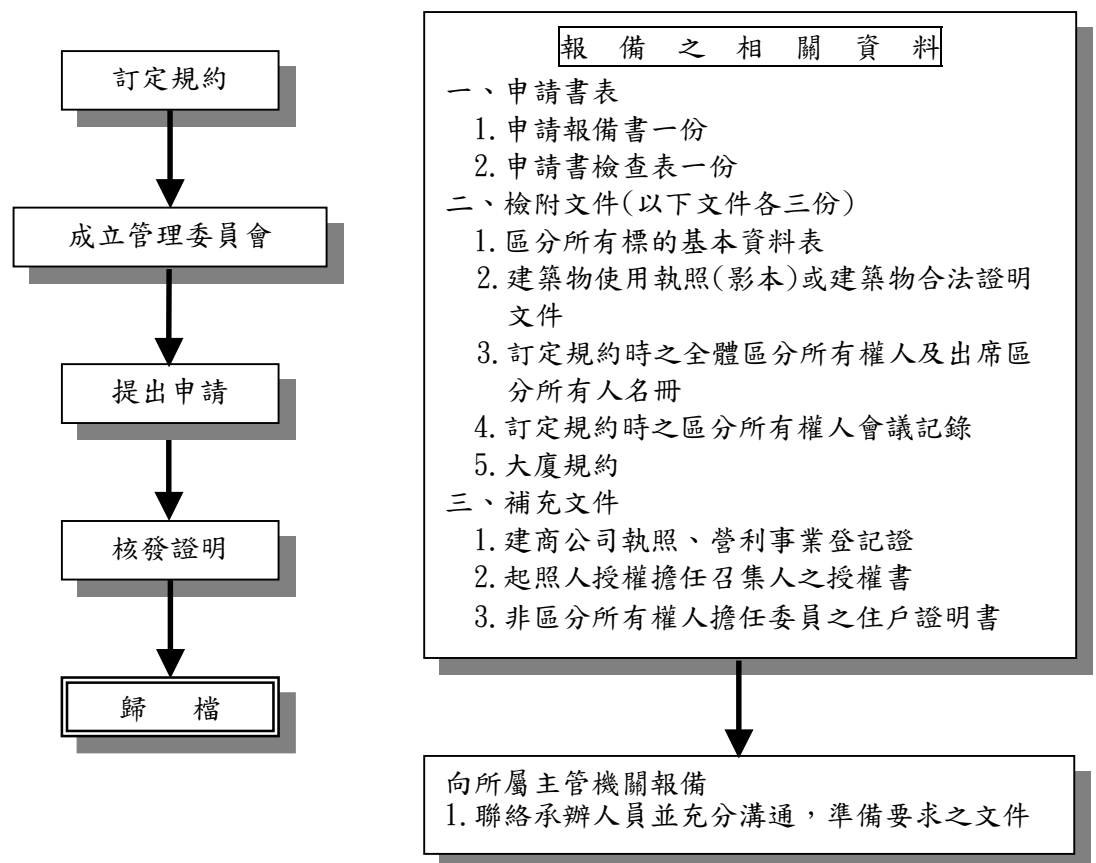 訂定規約
成立管理委員會
提出申請
核發證明
歸　檔
報　備　之　相　關　資　料
一、申請書表
1.申請報備書一份
2.申請書檢查表一份
二、檢附文件(以下文件各三份)
1.區分所有標的基本資料表
2.建築物使用執照(影本)或建築物合法證明
文件
3.訂定規約時之全體區分所有權人及出席區
分所有人名冊
4.訂定規約時之區分所有權人會議記錄
5.大廈規約
三、補充文件
1.建商公司執照、營利事業登記證
2.起照人授權擔任召集人之授權書
3.非區分所有權人擔任委員之住戶證明書
向所屬主管機關報備
1.聯絡承辦人員並充分溝通，準備要求之文件